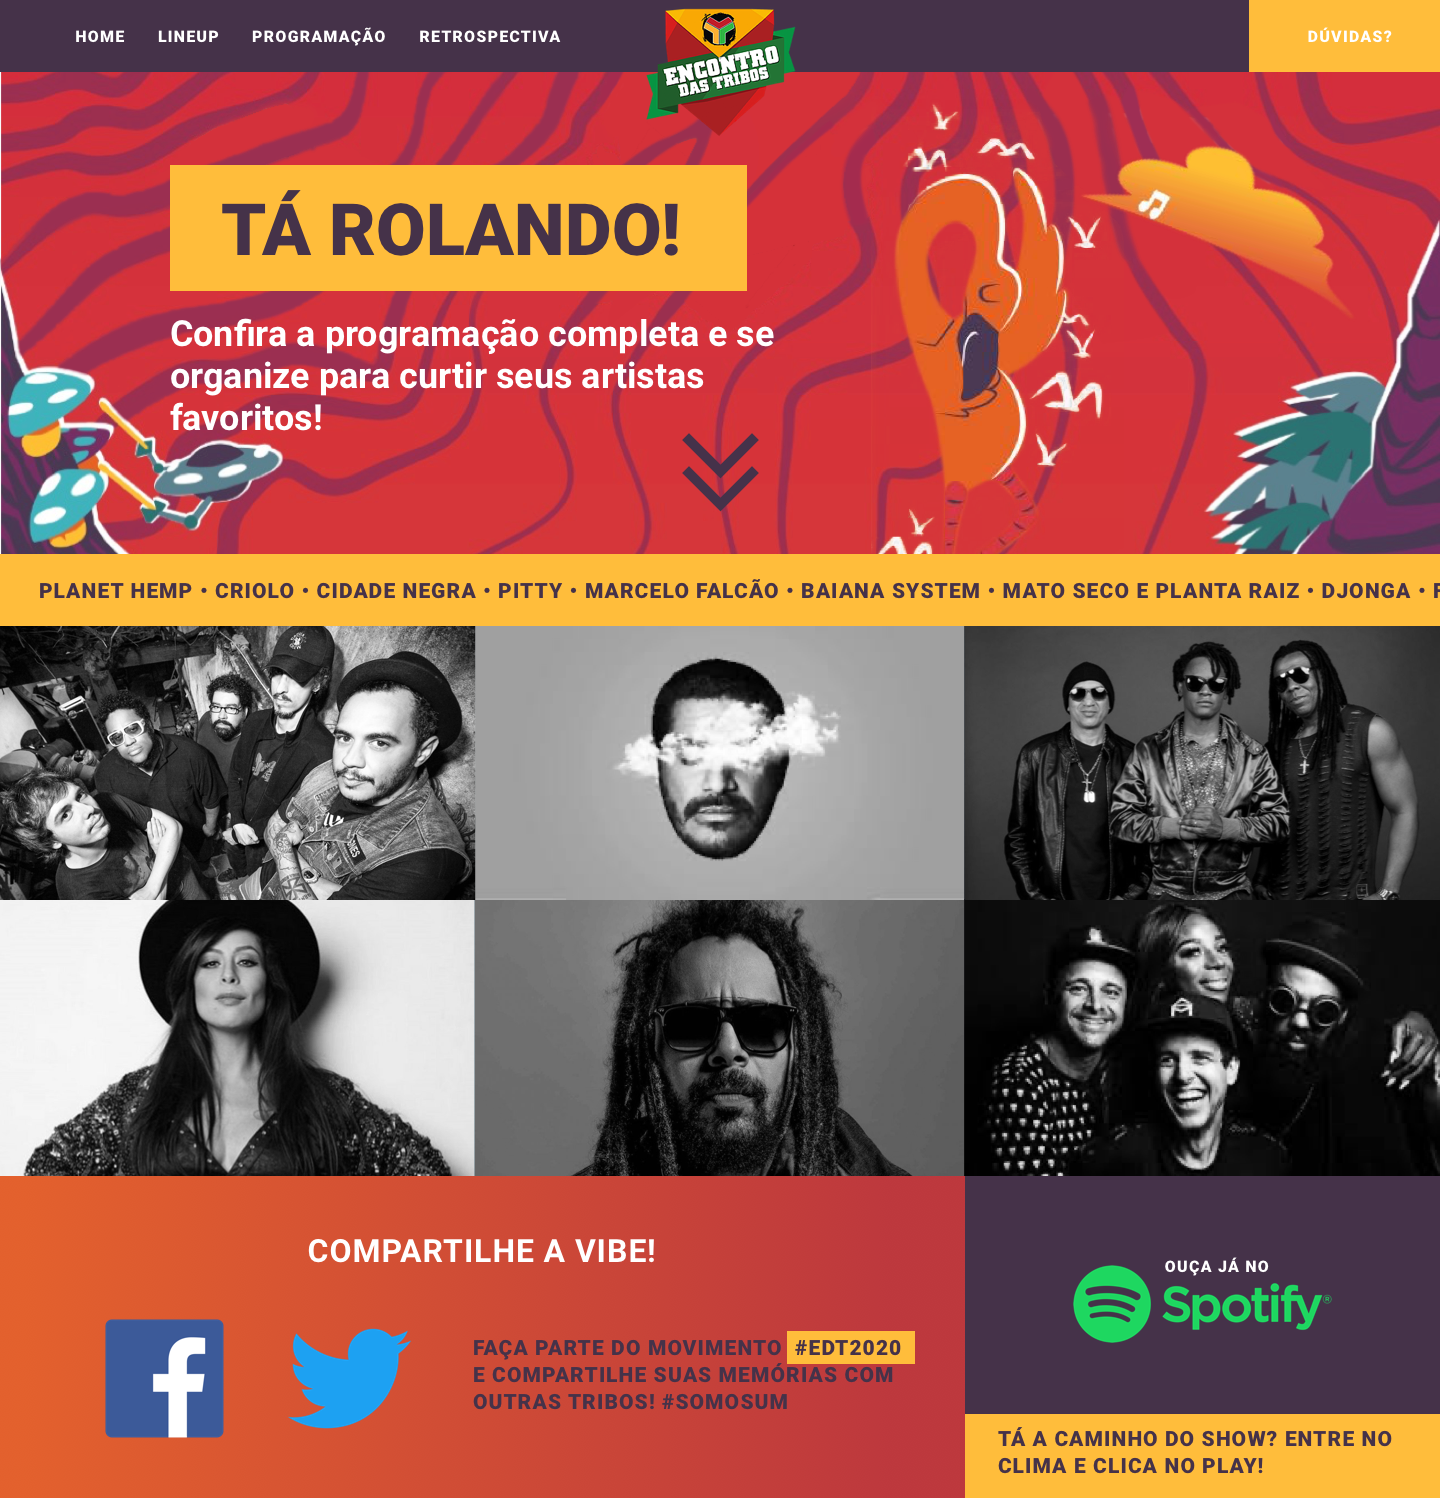 HOME LINEUP PROGRAMAÇÃO RETROSPECTIVA
ENCONTRO
DAS TRIBOS
DÚVIDAS?
TÁ ROLANDO!
Confira a programação completa e se
organize para curtir seus artistas
favoritos!
PLANET HEMP • CRIOLO • CIDADE NEGRA • PITTY • MARCELO FALCÃO • BAIANA SYSTEM • MATO SECO E PLANTA RAIZ • DJONGA •
COMPARTILHE A VIBE!
FAÇA PARTE DO MOVIMENTO #EDT2020
E COMPARTILHE SUAS MEMÓRIAS COM
OUTRAS TRIBOS! #SOMOSUM
OUÇA JÁ NO
Spotify®
TÁ A CAMINHO DO SHOW? ENTRE NO
CLIMA E CLICA NO PLAY!